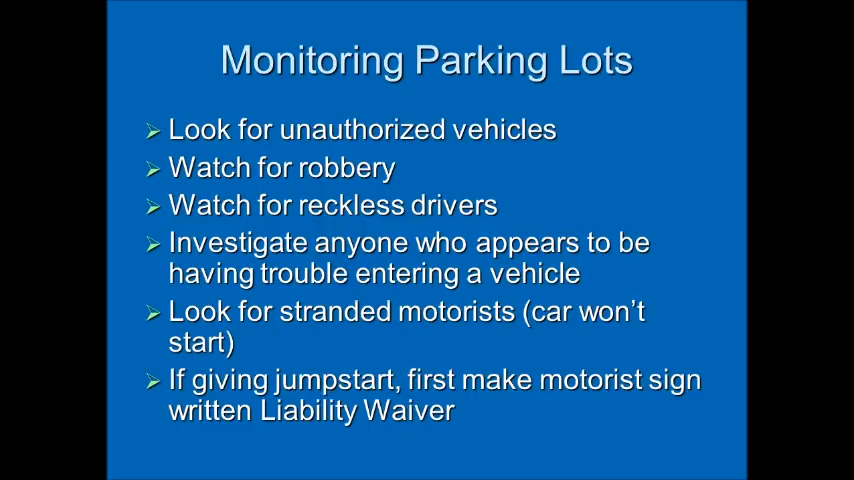 Monitoring Parking Lots
Look for unauthorized vehicles
Watch for robbery
Watch for reckless drivers
Investigate anyone who appears to be
having trouble entering a vehicle
Look for stranded motorists (car won’t
start)
If giving jumpstart, first make motorist sign
written Liability Waiver